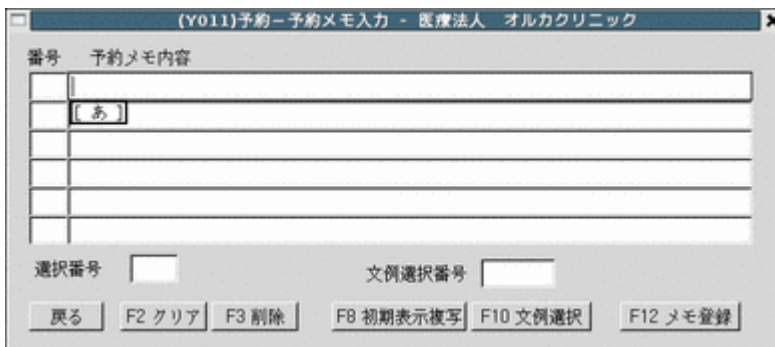 (Y011)予約－予約メモ入力 - 医療法人　オルカクリニック
番号　予約メモ内容
[ あ ]
選択番号　文例選択番号
戻る　F2 クリア　F3 削除　F8 初期表示複写　F10 文例選択　F12 メモ登録